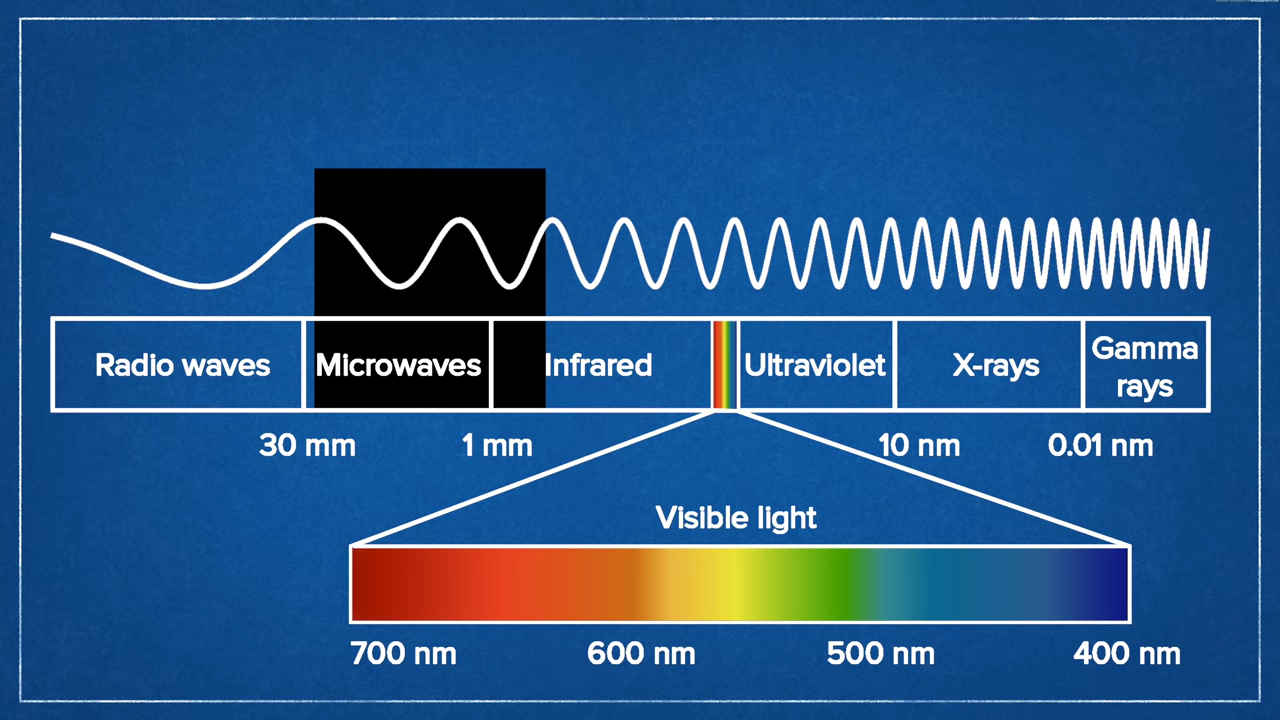 Radio waves
Microwaves
Infrared
Ultraviolet
X-rays
Gamma
rays
30 mm
1 mm
10 nm
0.01 nm
Visible light
700 nm
600 nm
500 nm
400 nm